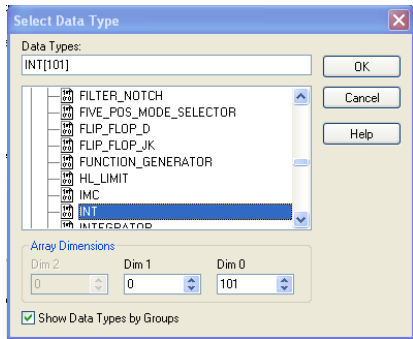 Select Data Type
Data Types:
INT[101]
OK
Cancel
Help
FILTER_NOTCH
FIVE_POS_MODE_SELECTOR
FLIP_FLOP_D
FLIP_FLOP_JK
FUNCTION_GENERATOR
HL_LIMIT
IMC
INT
INTEGRATOR
Array Dimensions
Dim 2 Dim 1 Dim 0
0 0 101
Show Data Types by Groups